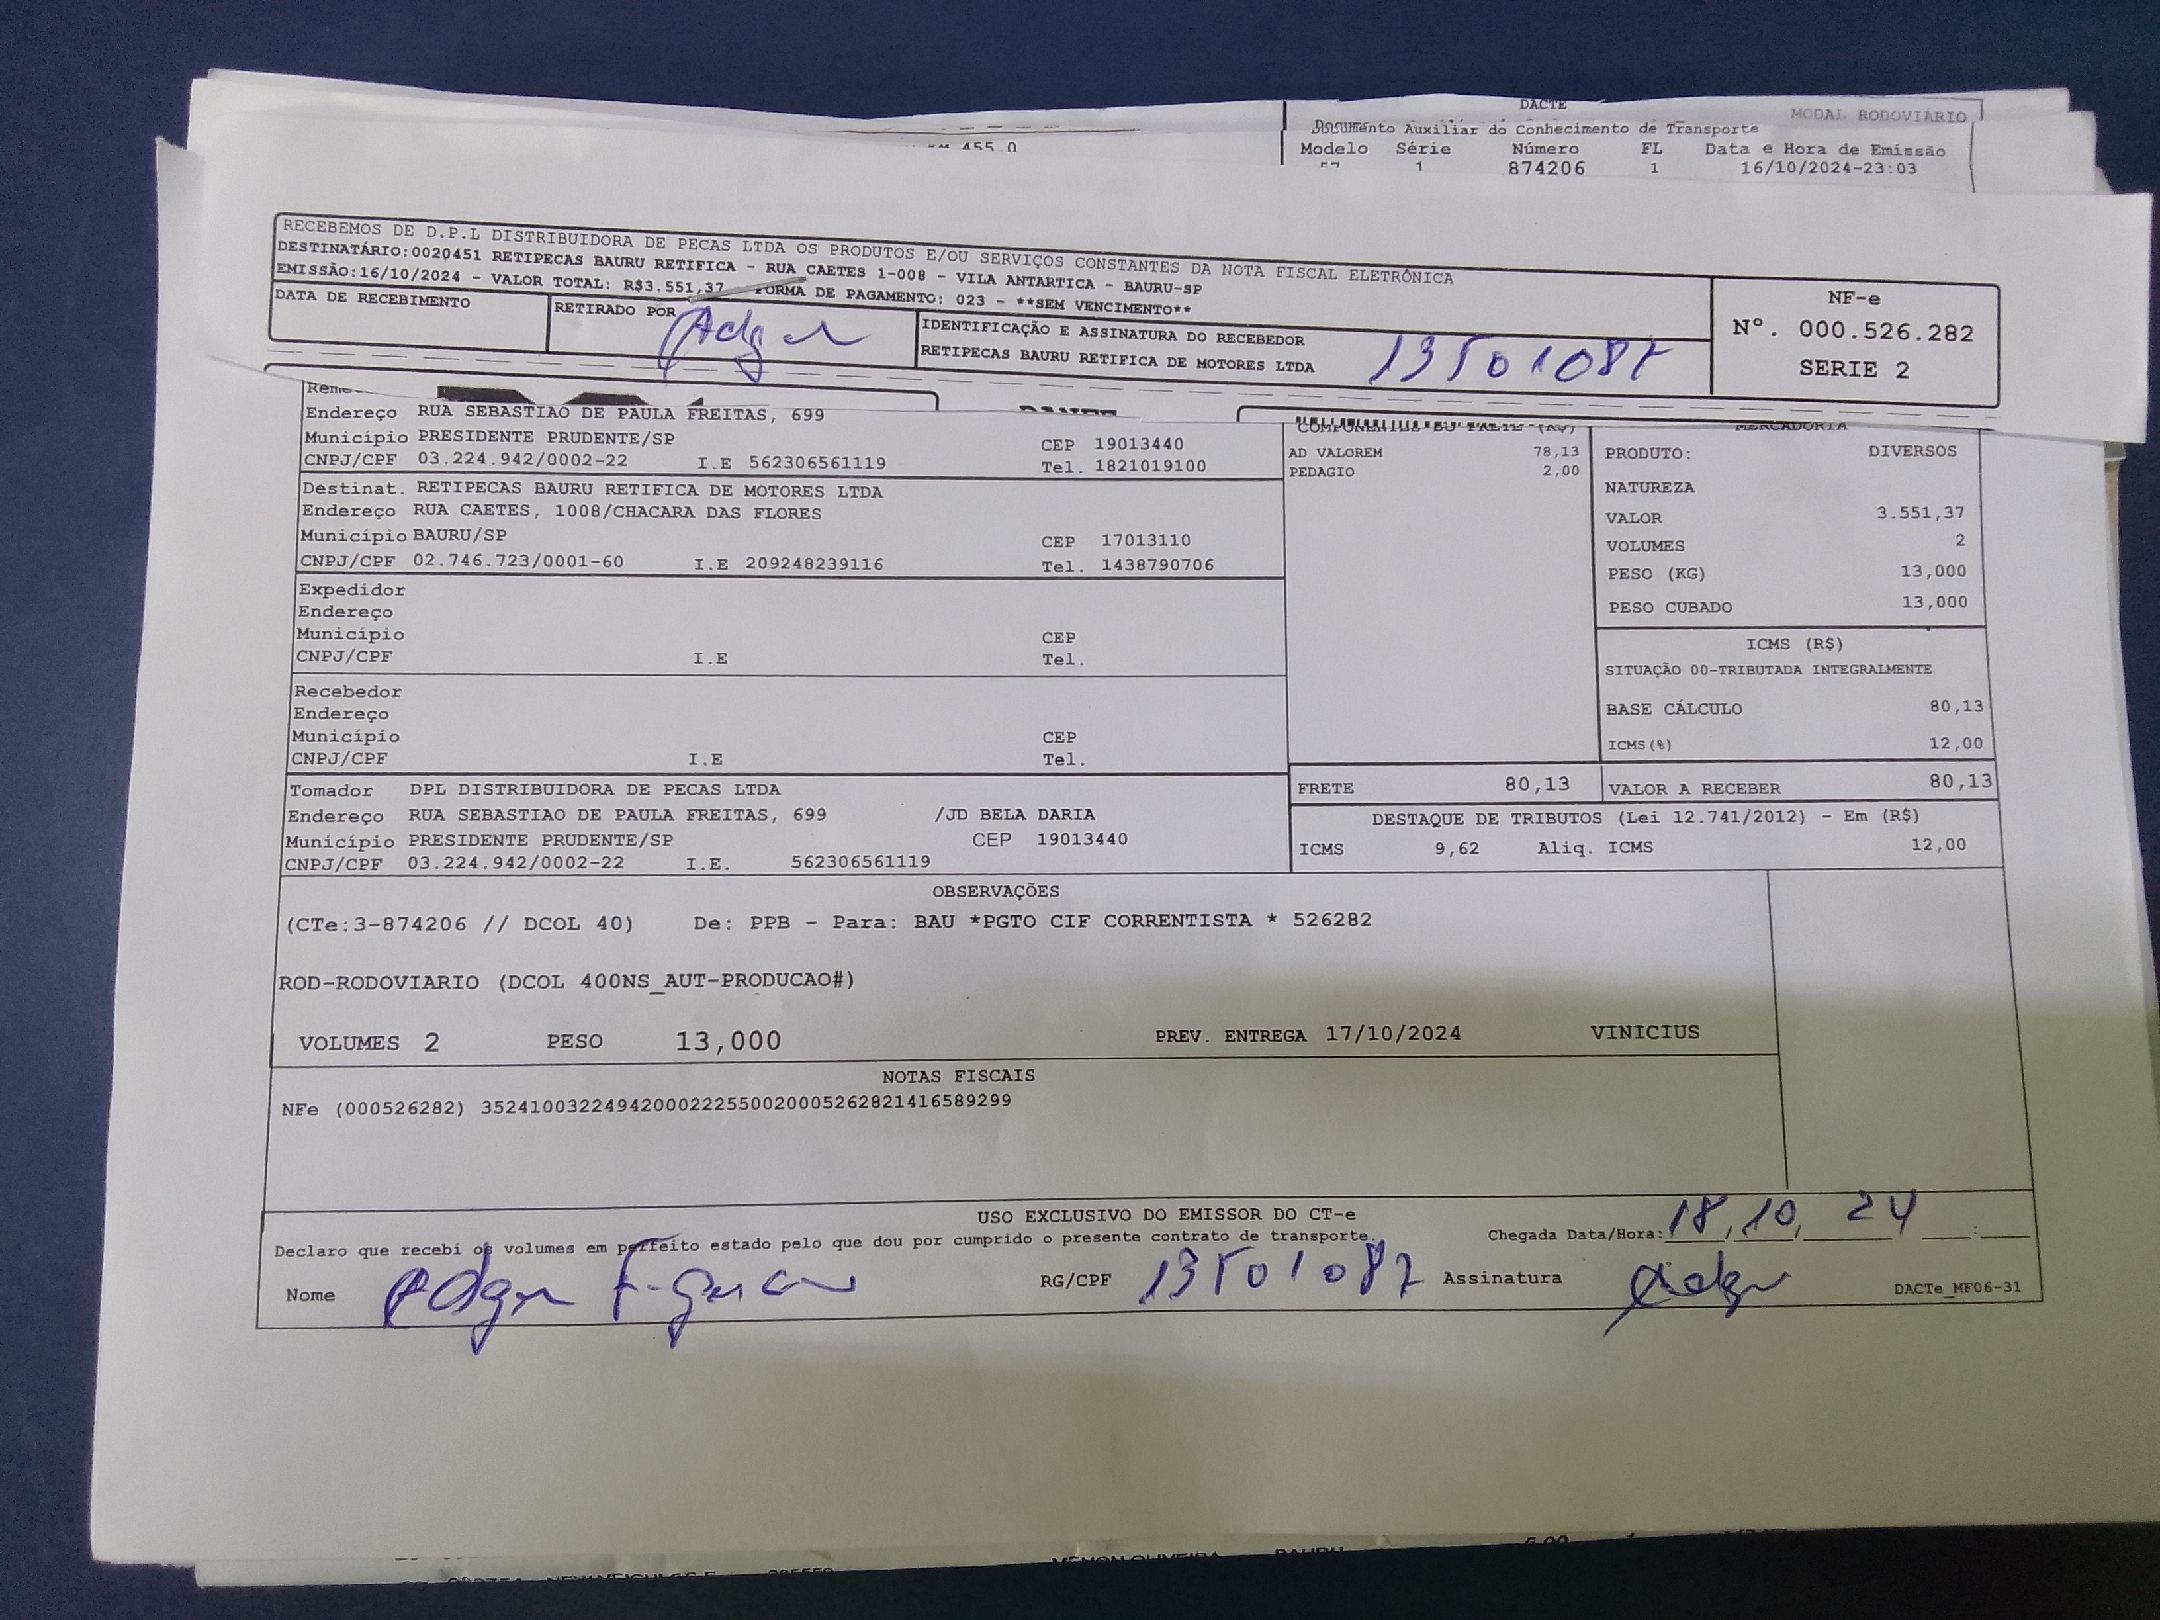 DACTE
MODAL RODOVIÁRIO
Documento Auxiliar do Conhecimento de Transporte
Modelo Série Número FL Data e Hora de Emissão
1 874206 1 16/10/2024-23:03
455,0
RECEBEMOS DE D.P.L DISTRIBUIDORA DE PECAS LTDA OS PRODUTOS E/OU SERVIÇOS CONSTANTES DA NOTA FISCAL ELETRÔNICA
DESTINATÁRIO:0020451 RETIPECAS BAURU RETIFICA - RUA CAETES 1-008 - VILA ANTARTICA - BAURU-SP
EMISSÃO:16/10/2024 - VALOR TOTAL: R$3.551,37 FORMA DE PAGAMENTO: 023 - **SEM VENCIMENTO**
DATA DE RECEBIMENTO
RETIRADO POR
IDENTIFICAÇÃO E ASSINATURA DO RECEBEDOR
RETIPECAS BAURU RETIFICA DE MOTORES LTDA
13501087
NF-e
Nº. 000.526.282
SERIE 2
Endereço RUA SEBASTIAO DE PAULA FREITAS, 699
Município PRESIDENTE PRUDENTE/SP CEP 19013440
CNPJ/CPF 03.224.942/0002-22 I.E 562306561119 Tel. 1821019100
Destinat. RETIPECAS BAURU RETIFICA DE MOTORES LTDA
Endereço RUA CAETES, 1008/CHACARA DAS FLORES
Município BAURU/SP CEP 17013110
CNPJ/CPF 02.746.723/0001-60 I.E 209248239116 Tel. 1438790706
Expedidor
Endereço
Município CEP
CNPJ/CPF I.E Tel.
Recebedor
Endereço
Município CEP
CNPJ/CPF I.E Tel.
Tomador DPL DISTRIBUIDORA DE PECAS LTDA
Endereço RUA SEBASTIAO DE PAULA FREITAS, 699 /JD BELA DARIA
Município PRESIDENTE PRUDENTE/SP CEP 19013440
CNPJ/CPF 03.224.942/0002-22 I.E. 562306561119
COMPONENTES DO FRETE (R$)
AD VALOREM 78,13
PEDAGIO 2,00
MERCADORIA
PRODUTO: DIVERSOS
NATUREZA
VALOR 3.551,37
VOLUMES 2
PESO (KG) 13,000
PESO CUBADO 13,000
ICMS (R$)
SITUAÇÃO 00-TRIBUTADA INTEGRALMENTE
BASE CÁLCULO 80,13
ICMS(%) 12,00
FRETE 80,13 VALOR A RECEBER 80,13
DESTAQUE DE TRIBUTOS (Lei 12.741/2012) - Em (R$)
ICMS 9,62 Aliq. ICMS 12,00
OBSERVAÇÕES
(CTe:3-874206 // DCOL 40) De: PPB - Para: BAU *PGTO CIF CORRENTISTA * 526282
ROD-RODOVIARIO (DCOL 400NS_AUT-PRODUCAO#)
VOLUMES 2 PESO 13,000 PREV. ENTREGA 17/10/2024 VINICIUS
NOTAS FISCAIS
NFe (000526282) 35241003224942000222550020005262821416589299
USO EXCLUSIVO DO EMISSOR DO CT-e
Declaro que recebi os volumes em perfeito estado pelo que dou por cumprido o presente contrato de transporte. Chegada Data/Hora: 18, 10, 24 :
Nome RG/CPF 13501087 Assinatura DACTe_MF06-31